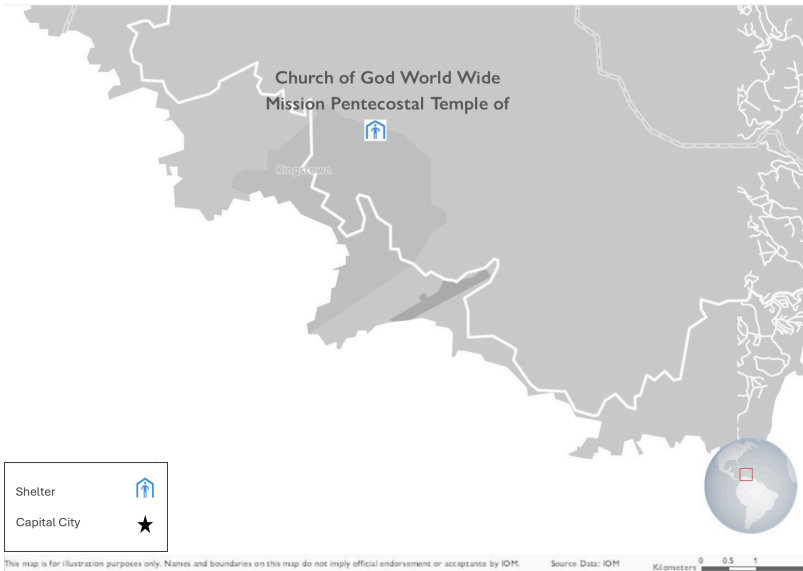 Church of God World Wide
Mission Pentecostal Temple of
Kingstown
Shelter
Capital City
This map is for illustration purposes only. Names and boundaries on this map do not imply official endorsement or acceptance by IOM.
Source Data: IOM
Kilometers
0 0.5 1